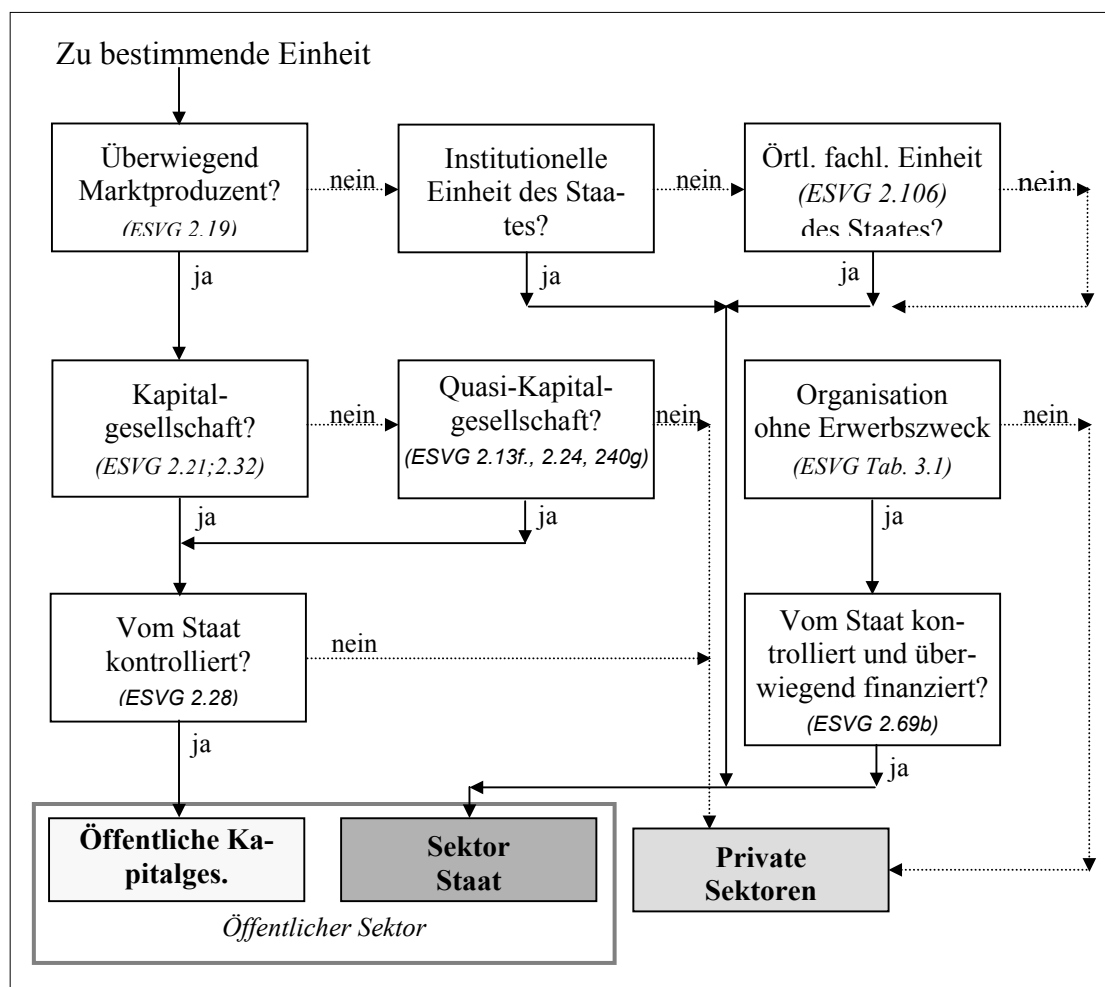 Zu bestimmende Einheit
Überwiegend
Marktproduzent?
(ESVG 2.19)
nein
Institutionelle
Einheit des Staa-
tes?
nein
Örtl. fachl. Einheit
(ESVG 2.106)
des Staates?
nein
ja
ja
ja
Kapital-
gesellschaft?
(ESVG 2.21;2.32)
nein
Quasi-Kapital-
gesellschaft?
(ESVG 2.13f., 2.24, 240g)
nein
Organisation
ohne Erwerbszweck
(ESVG Tab. 3.1)
nein
ja
ja
ja
Vom Staat
kontrolliert?
(ESVG 2.28)
nein
Vom Staat kon-
trolliert und über-
wiegend finanziert?
(ESVG 2.69b)
ja
ja
Öffentliche Ka-
pitalges.
Sektor
Staat
Private
Sektoren
Öffentlicher Sektor